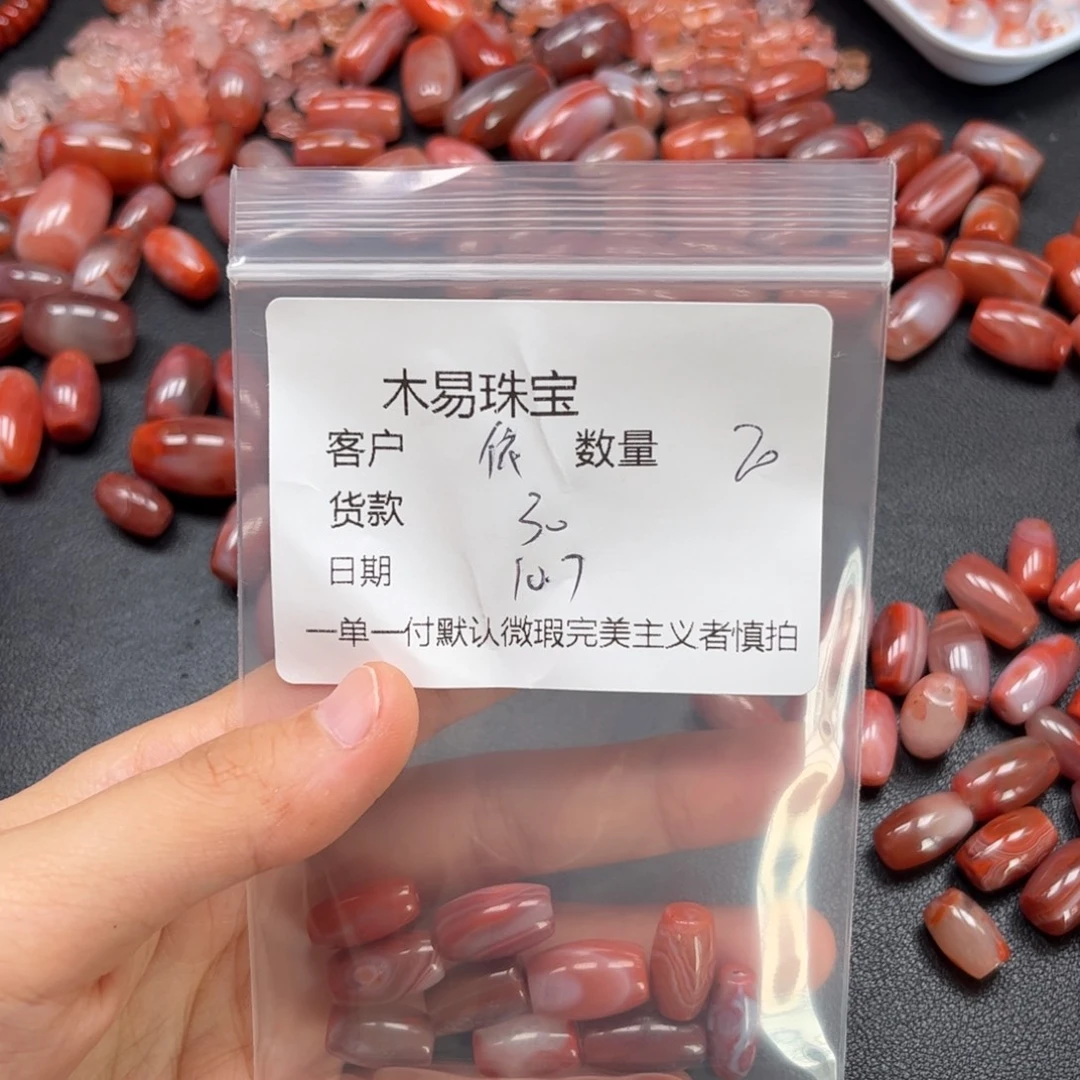 木易珠宝
客户 依 数量 20
货款 30
日期 10.7
一单一付默认微瑕完美主义者慎拍